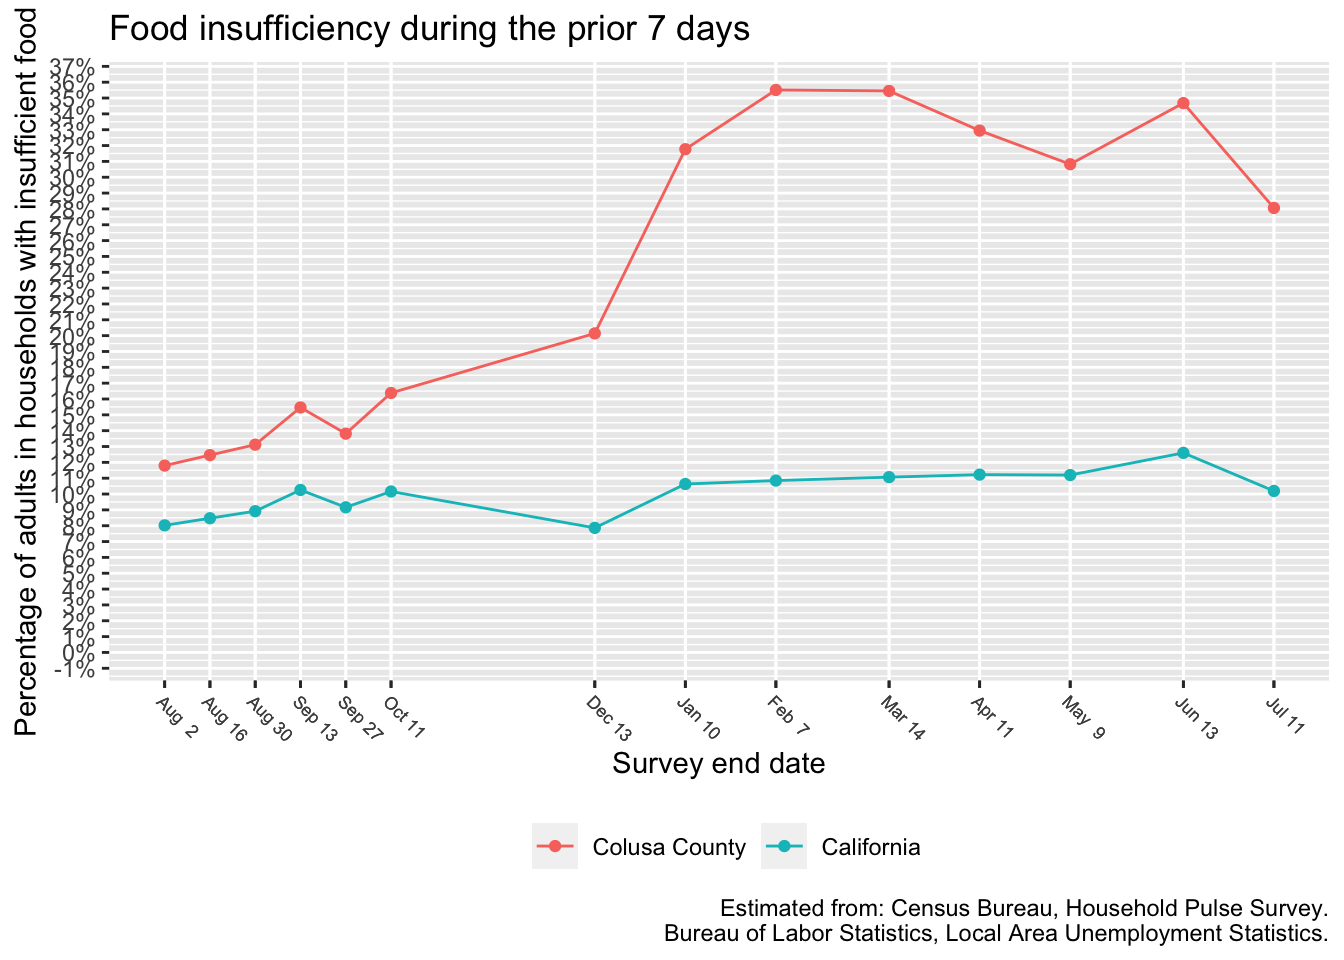 Food insufficiency during the prior 7 days
Percentage of adults in households with insufficient food
37%
36%
35%
34%
33%
32%
31%
30%
29%
28%
27%
26%
25%
24%
23%
22%
21%
20%
19%
18%
17%
16%
15%
14%
13%
12%
11%
10%
9%
8%
7%
6%
5%
4%
3%
2%
1%
0%
-1%
Aug 2
Aug 16
Aug 30
Sep 13
Sep 27
Oct 11
Dec 13
Jan 10
Feb 7
Mar 14
Apr 11
May 9
Jun 13
Jul 11
Survey end date
Colusa County
California
Estimated from: Census Bureau, Household Pulse Survey.
Bureau of Labor Statistics, Local Area Unemployment Statistics.